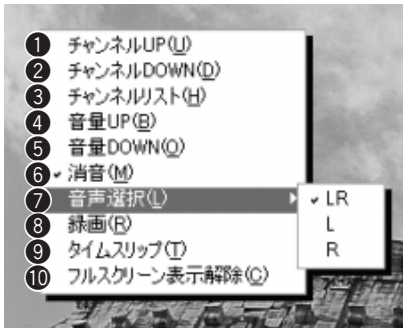 ❶ チャンネルUP(U)
❷ チャンネルDOWN(D)
❸ チャンネルリスト(H)
❹ 音量UP(B)
❺ 音量DOWN(O)
❻ ✓ 消音(M)
❼ 音声選択(L)
✓ LR
L
R
❽ 録画(R)
❾ タイムスリップ(T)
❿ フルスクリーン表示解除(C)